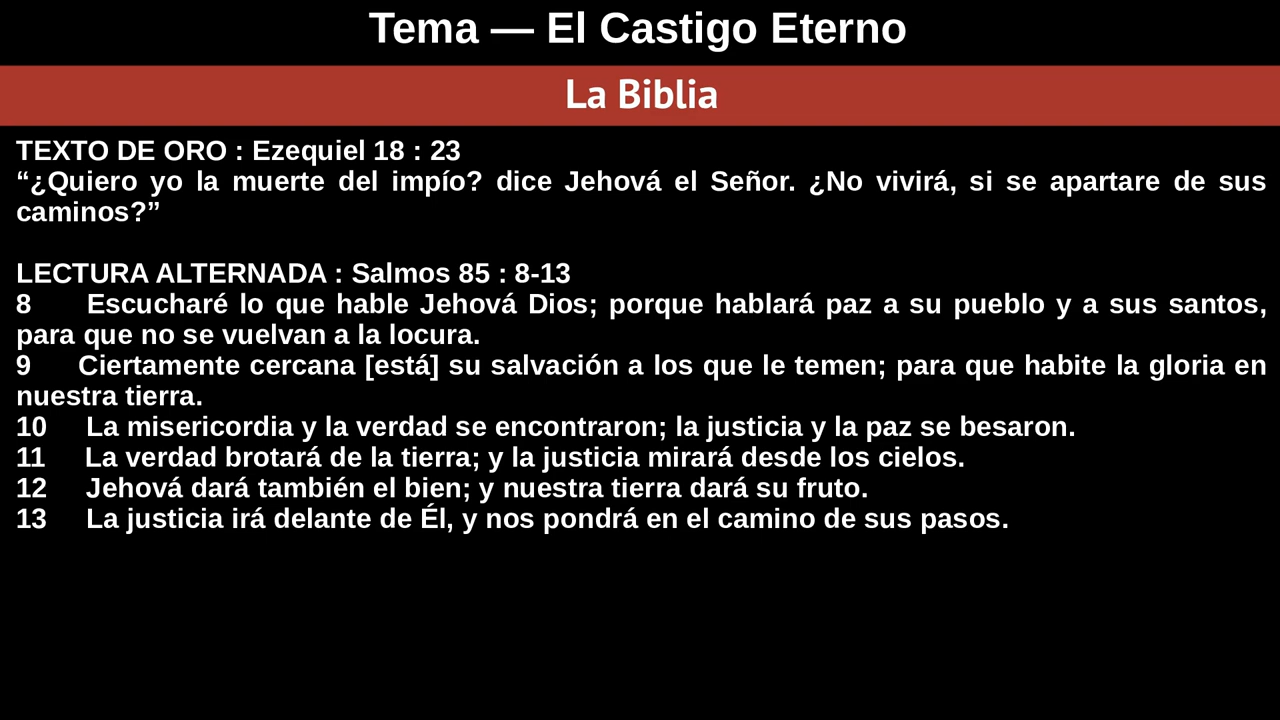 Tema — El Castigo Eterno
La Biblia
TEXTO DE ORO : Ezequiel 18 : 23
“¿Quiero yo la muerte del impío? dice Jehová el Señor. ¿No vivirá, si se apartare de sus
caminos?”
LECTURA ALTERNADA : Salmos 85 : 8-13
8 Escucharé lo que hable Jehová Dios; porque hablará paz a su pueblo y a sus santos,
para que no se vuelvan a la locura.
9 Ciertamente cercana [está] su salvación a los que le temen; para que habite la gloria en
nuestra tierra.
10 La misericordia y la verdad se encontraron; la justicia y la paz se besaron.
11 La verdad brotará de la tierra; y la justicia mirará desde los cielos.
12 Jehová dará también el bien; y nuestra tierra dará su fruto.
13 La justicia irá delante de Él, y nos pondrá en el camino de sus pasos.